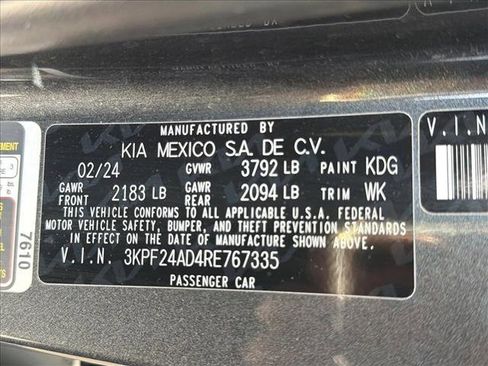 MANUFACTURED BY
KIA MEXICO S.A. DE C.V.
02/24 GVWR 3792 LB PAINT KDG
GAWR FRONT 2183 LB GAWR REAR 2094 LB TRIM WK
THIS VEHICLE CONFORMS TO ALL APPLICABLE U.S.A. FEDERAL
MOTOR VEHICLE SAFETY, BUMPER, AND THEFT PREVENTION STANDARDS
IN EFFECT ON THE DATE OF MANUFACTURE SHOWN ABOVE.
V.I.N. 3KPF24AD4RE767335
PASSENGER CAR
7610
V.I.N